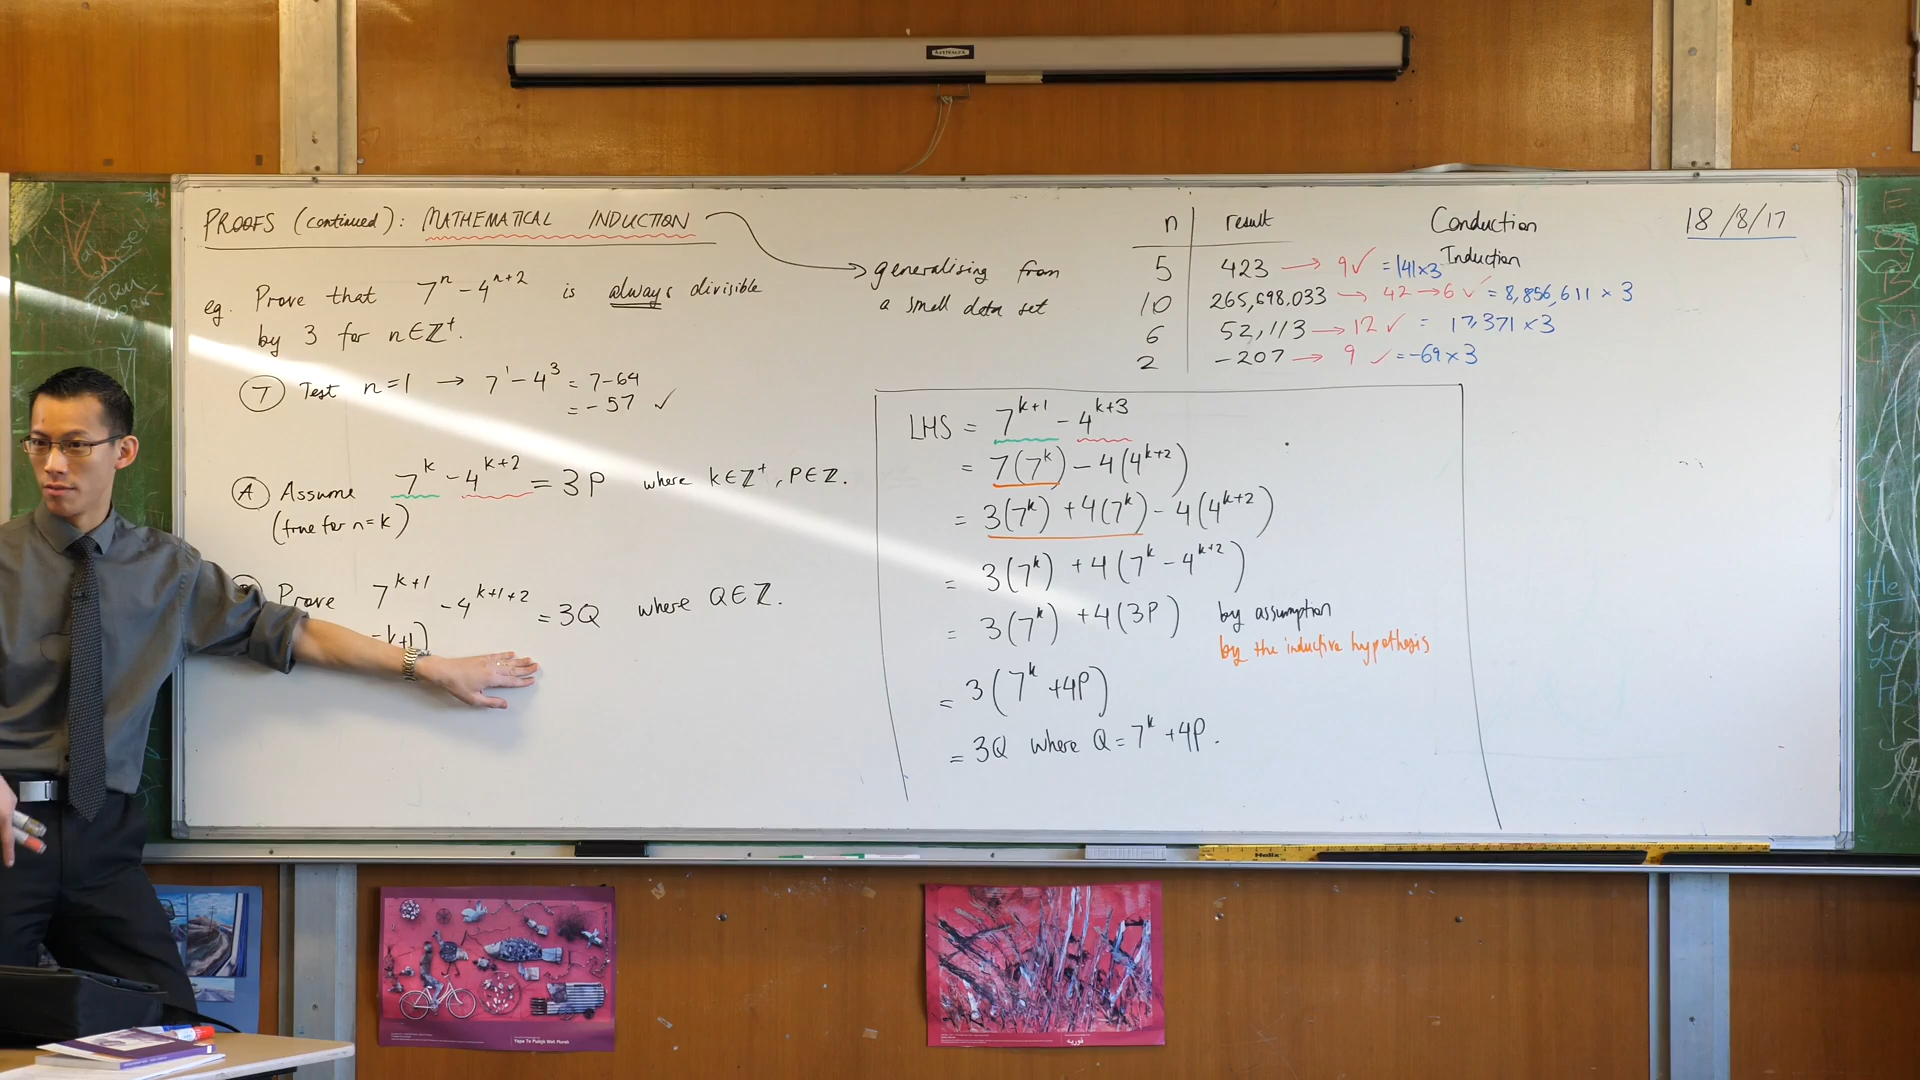 PROOFS (continued): MATHEMATICAL INDUCTION
eg. Prove that 7ⁿ - 4ⁿ⁺² is always divisible
by 3 for n∈ℤ⁺.
T Test n=1 → 7¹ - 4³ = 7-64
= -57 ✓
A Assume 7ᵏ - 4ᵏ⁺² = 3P where k∈ℤ⁺, P∈ℤ.
(true for n=k)
Prove 7ᵏ⁺¹ - 4ᵏ⁺¹⁺² = 3Q where Q∈ℤ.
=k+1)
generalising from
a small data set
n result
5 423 → 9 ✓ = 141×3
10 265,698,033 → 42 → 6 ✓ = 8,856,611 × 3
6 52,113 → 12 ✓ = 17,371 × 3
2 -207 → 9 ✓ = -69 × 3
Conduction
Induction
18/8/17
LHS = 7ᵏ⁺¹ - 4ᵏ⁺³
= 7(7ᵏ) - 4(4ᵏ⁺²)
= 3(7ᵏ) + 4(7ᵏ) - 4(4ᵏ⁺²)
= 3(7ᵏ) + 4(7ᵏ - 4ᵏ⁺²)
= 3(7ᵏ) + 4(3P) by assumption
by the inductive hypothesis
= 3(7ᵏ + 4P)
= 3Q where Q = 7ᵏ + 4P.
Helix